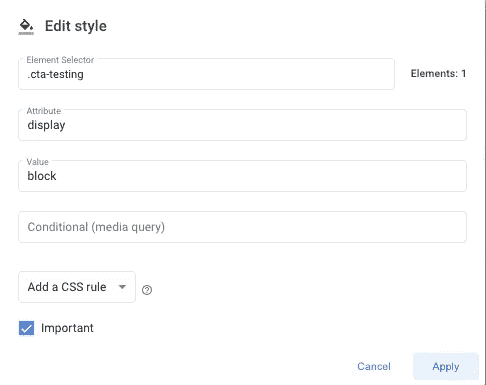 Edit style
Element Selector
.cta-testing
Elements: 1
Attribute
display
Value
block
Conditional (media query)
Add a CSS rule
Important
Cancel
Apply